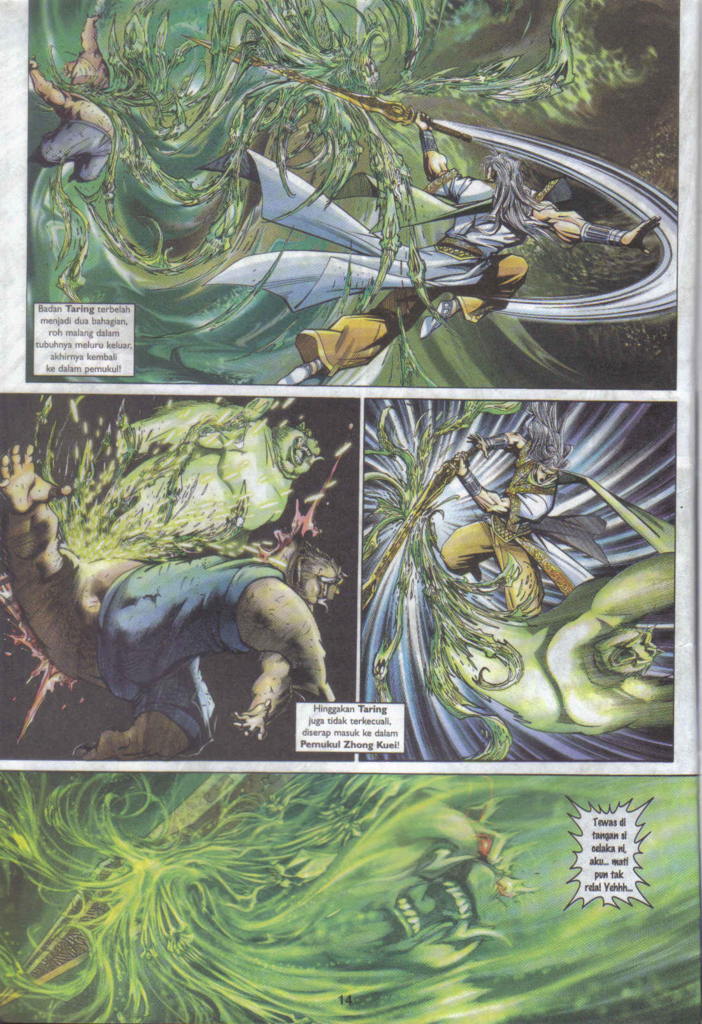 Badan Taring terbelah
menjadi dua bahagian,
roh malang dalam
tubuhnya meluru keluar,
akhirnya kembali
ke dalam pemukul!
Hinggakan Taring
juga tidak terkecuali,
diserap masuk ke dalam
Pemukul Zhong Kuei!
Tewas di
tangan si
celaka ni,
aku... mati
pun tak
rela! Yehhh...
14